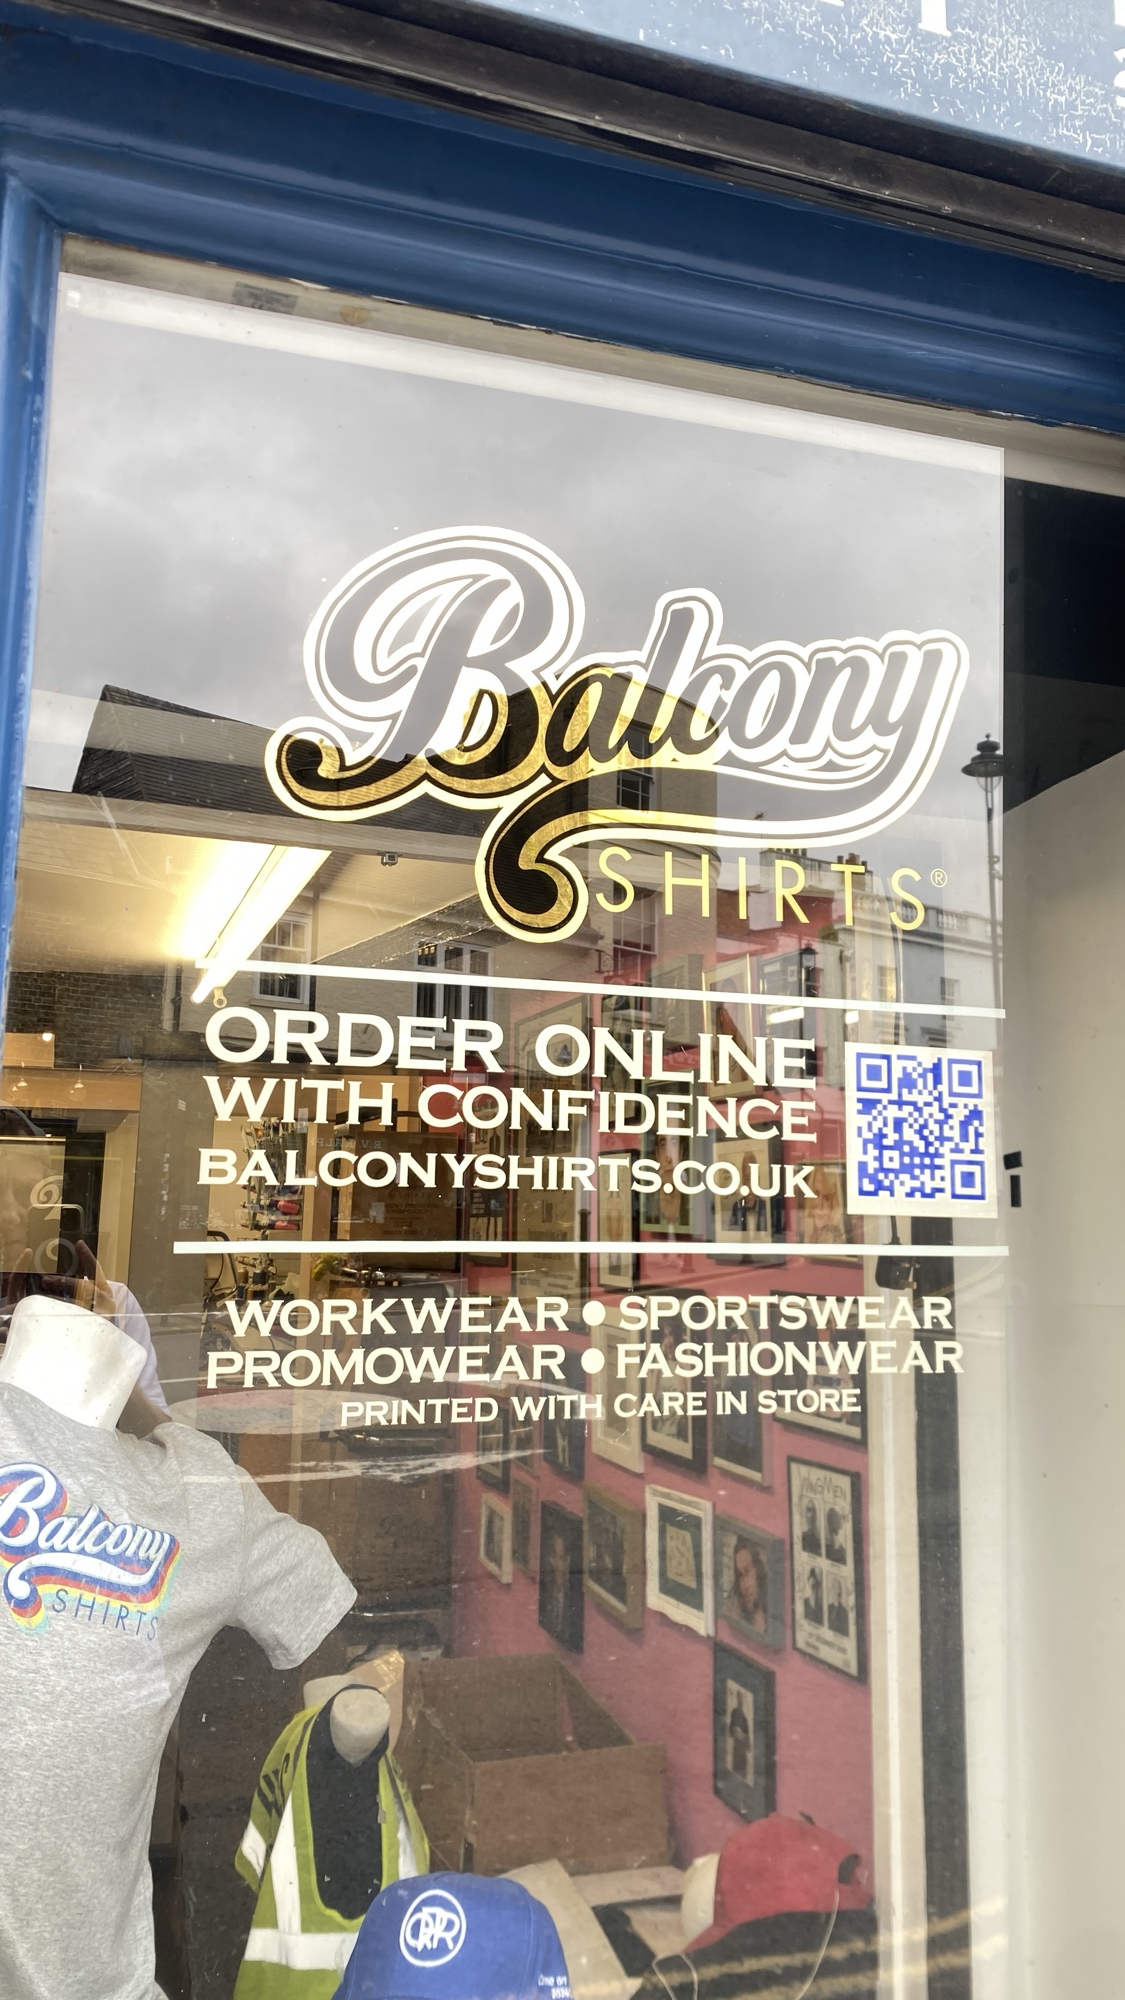 Balcony
SHIRTS®
ORDER ONLINE
WITH CONFIDENCE
BALCONYSHIRTS.CO.UK
WORKWEAR • SPORTSWEAR
PROMOWEAR • FASHIONWEAR
PRINTED WITH CARE IN STORE
Balcony
SHIRTS
WINGMEN